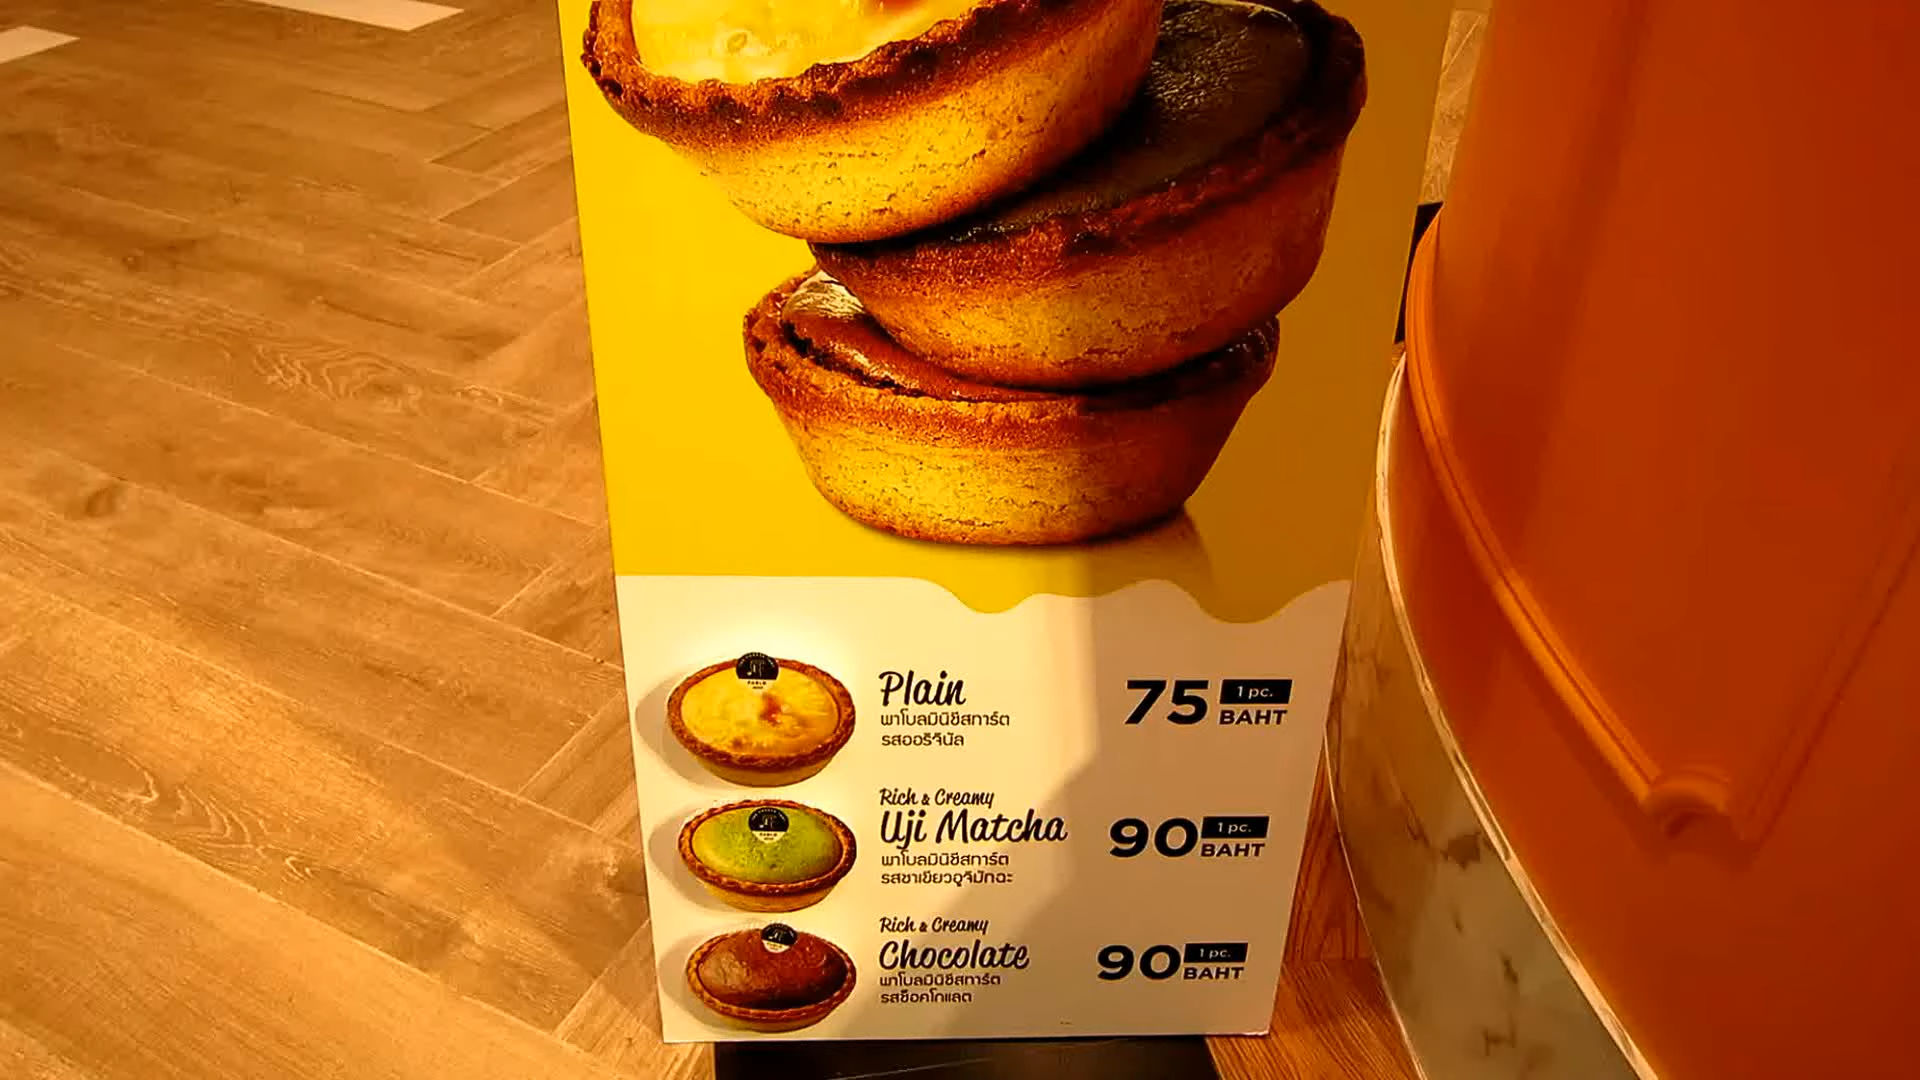 Plain
พาโบลมินิชีสทาร์ต
รสออริจินัล
75 1 pc. BAHT
Rich & Creamy
Uji Matcha
พาโบลมินิชีสทาร์ต
รสชาเขียวอูจิมัทฉะ
90 1 pc. BAHT
Rich & Creamy
Chocolate
พาโบลมินิชีสทาร์ต
รสช็อคโกแลต
90 1 pc. BAHT